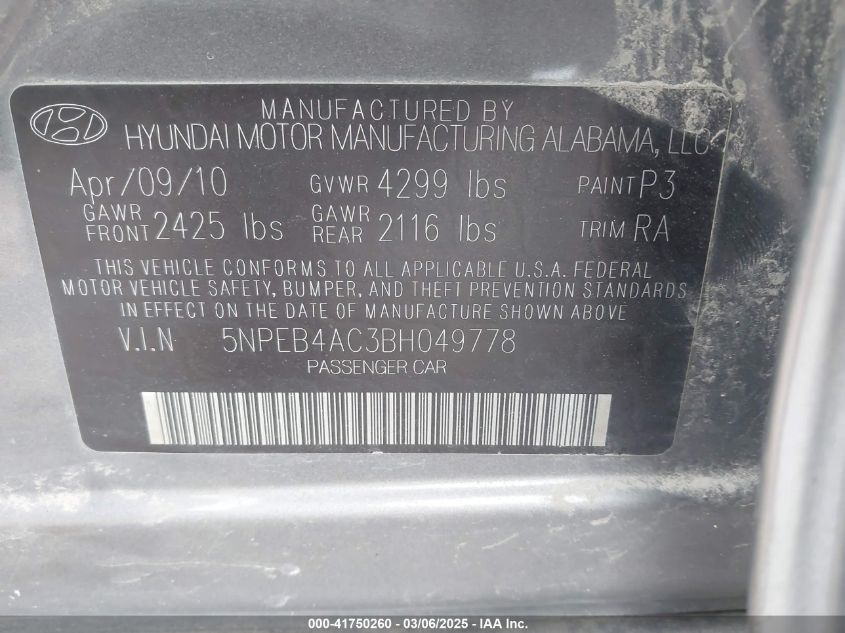 MANUFACTURED BY
HYUNDAI MOTOR MANUFACTURING ALABAMA, LLC
Apr/09/10 GVWR 4299 lbs PAINT P3
GAWR FRONT 2425 lbs GAWR REAR 2116 lbs TRIM RA
THIS VEHICLE CONFORMS TO ALL APPLICABLE U.S.A. FEDERAL
MOTOR VEHICLE SAFETY, BUMPER, AND THEFT PREVENTION STANDARDS
IN EFFECT ON THE DATE OF MANUFACTURE SHOWN ABOVE
V.I.N 5NPEB4AC3BH049778
PASSENGER CAR
000-41750260 - 03/06/2025 - IAA Inc.